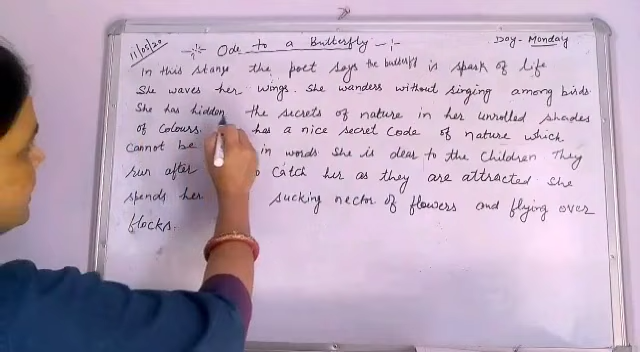 11/05/20
Ode to a Butterfly
Day - Monday
In this stanza the poet says the butterfly is spark of life
She waves her wings. She wanders without singing among birds.
She has hidden the secrets of nature in her unrolled shades
of colours. has a nice secret code of nature which
cannot be in words She is dear to the children They
run after to catch her as they are attracted She
spends her sucking nector of flowers and flying over
flocks.